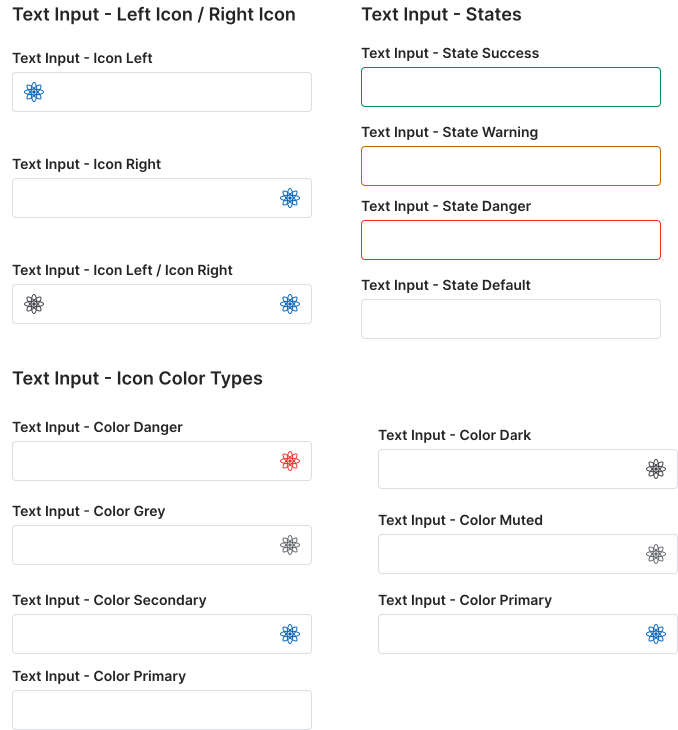 Text Input - Left Icon / Right Icon
Text Input - Icon Left
Text Input - Icon Right
Text Input - Icon Left / Icon Right
Text Input - States
Text Input - State Success
Text Input - State Warning
Text Input - State Danger
Text Input - State Default
Text Input - Icon Color Types
Text Input - Color Danger
Text Input - Color Grey
Text Input - Color Secondary
Text Input - Color Primary
Text Input - Color Dark
Text Input - Color Muted
Text Input - Color Primary